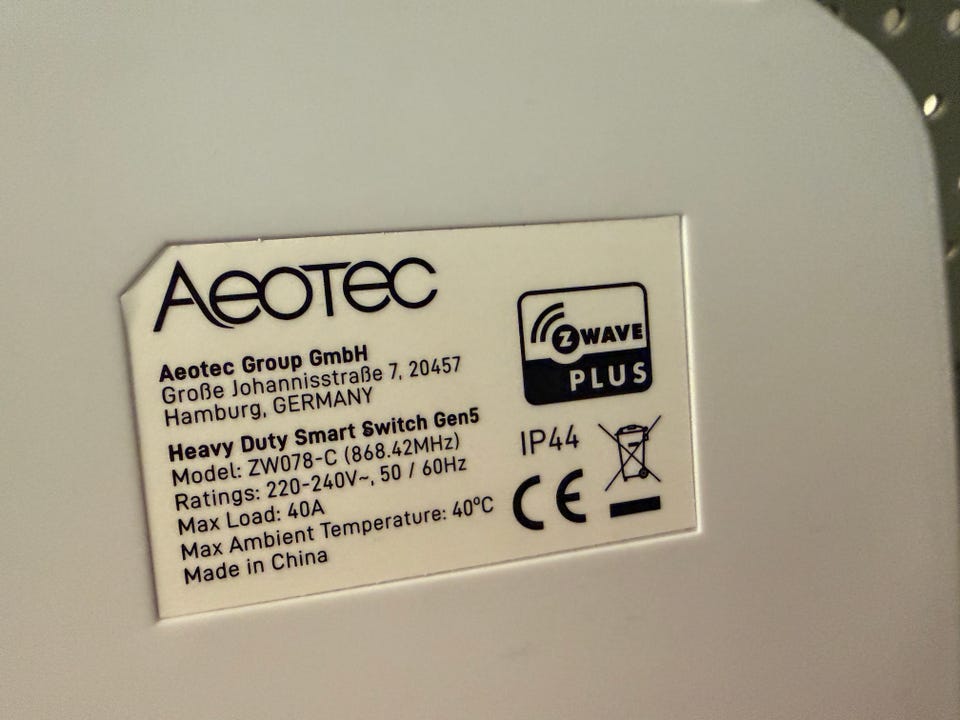 Aeotec
Aeotec Group GmbH
Große Johannisstraße 7, 20457
Hamburg, GERMANY
Heavy Duty Smart Switch Gen5
Model: ZW078-C (868.42MHz)
Ratings: 220-240V~, 50 / 60Hz
Max Load: 40A
Max Ambient Temperature: 40ºC
Made in China
Z WAVE
PLUS
IP44
CE